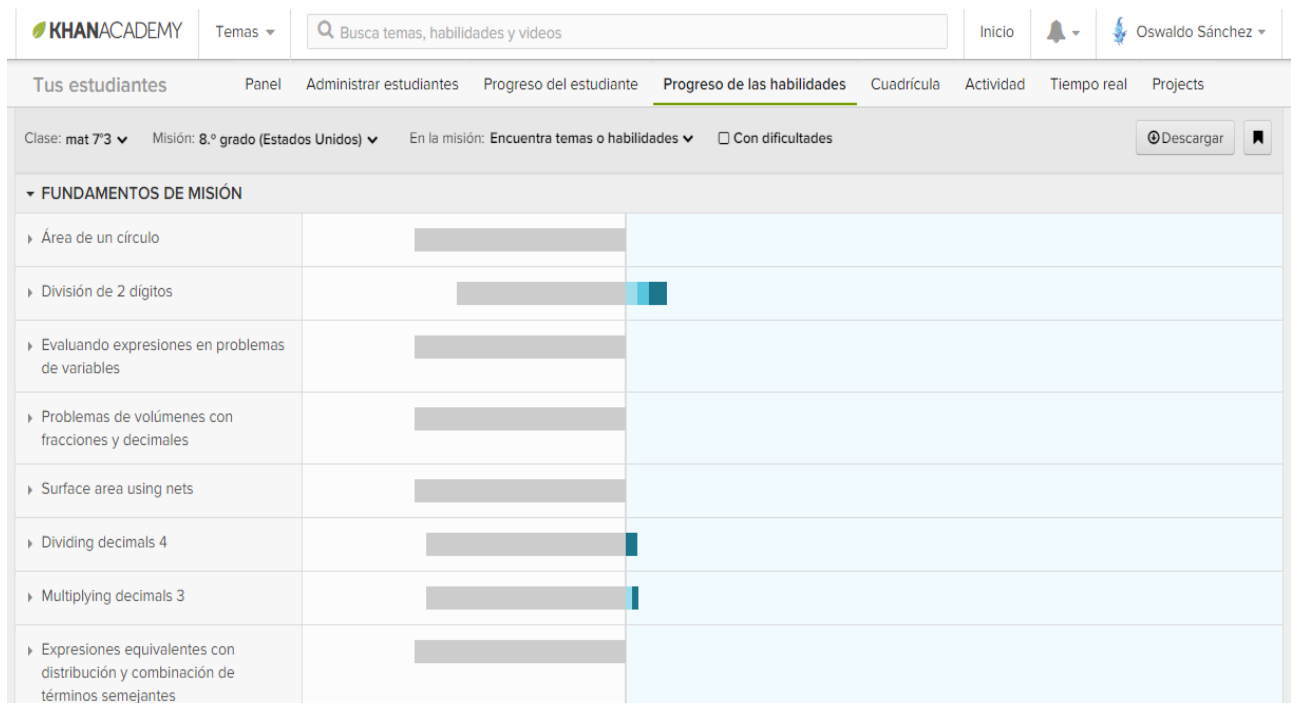 KHANACADEMY Temas Busca temas, habilidades y videos Inicio Oswaldo Sánchez
Tus estudiantes Panel Administrar estudiantes Progreso del estudiante Progreso de las habilidades Cuadrícula Actividad Tiempo real Projects
Clase: mat 7°3 Misión: 8.º grado (Estados Unidos) En la misión: Encuentra temas o habilidades Con dificultades Descargar
FUNDAMENTOS DE MISIÓN
Área de un círculo
División de 2 dígitos
Evaluando expresiones en problemas
de variables
Problemas de volúmenes con
fracciones y decimales
Surface area using nets
Dividing decimals 4
Multiplying decimals 3
Expresiones equivalentes con
distribución y combinación de
términos semejantes